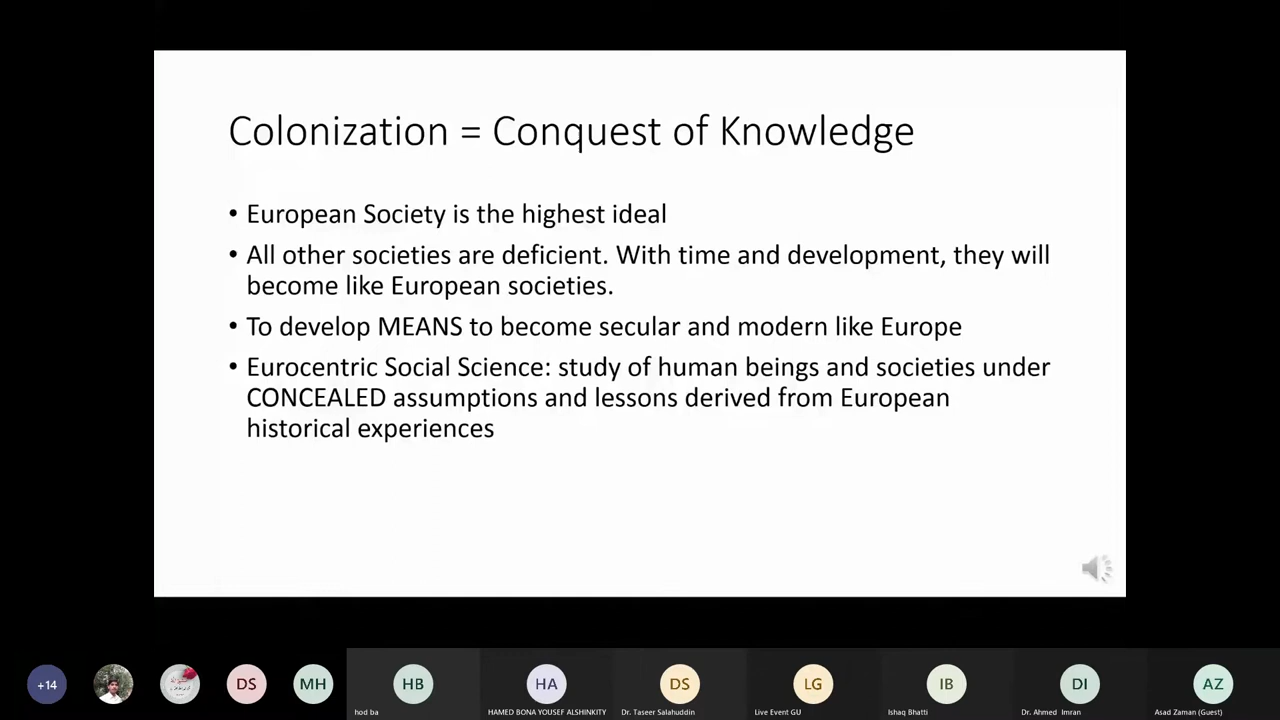 Colonization = Conquest of Knowledge
• European Society is the highest ideal
• All other societies are deficient. With time and development, they will
become like European societies.
• To develop MEANS to become secular and modern like Europe
• Eurocentric Social Science: study of human beings and societies under
CONCEALED assumptions and lessons derived from European
historical experiences
+14
DS
MH
HB
HA
DS
LG
IB
DI
AZ
hod ba
HAMED BONA YOUSEF ALSHINKITY
Dr. Taseer Salahuddin
Live Event GU
Ishaq Bhatti
Dr. Ahmed Imran
Asad Zaman (Guest)